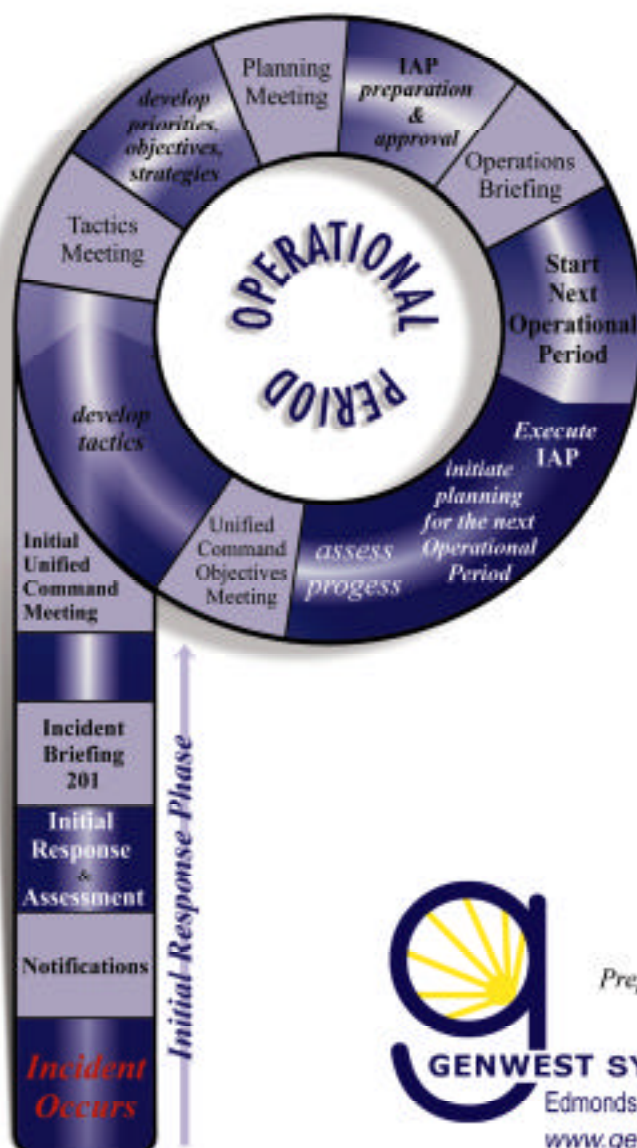 Planning
Meeting
IAP
preparation
&
approval
Operations
Briefing
Start
Next
Operational
Period
Execute
IAP
initiate
planning
for the next
Operational
Period
assess
progess
Unified
Command
Objectives
Meeting
develop
tactics
Tactics
Meeting
develop
priorities,
objectives,
strategies
OPERATIONAL
PERIOD
Initial
Unified
Command
Meeting
Incident
Briefing
201
Initial
Response
&
Assessment
Notifications
Incident
Occurs
Initial Response Phase
g
GENWEST
Edmonds